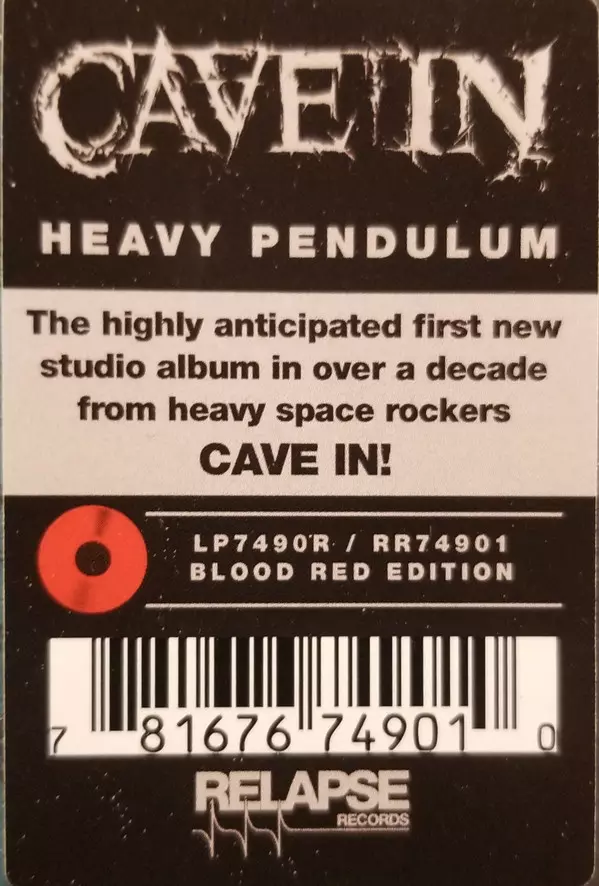 CAVE IN
HEAVY PENDULUM
The highly anticipated first new
studio album in over a decade
from heavy space rockers
CAVE IN!
LP7490R / RR74901
BLOOD RED EDITION
7 81676 74901 0
RELAPSE
RECORDS